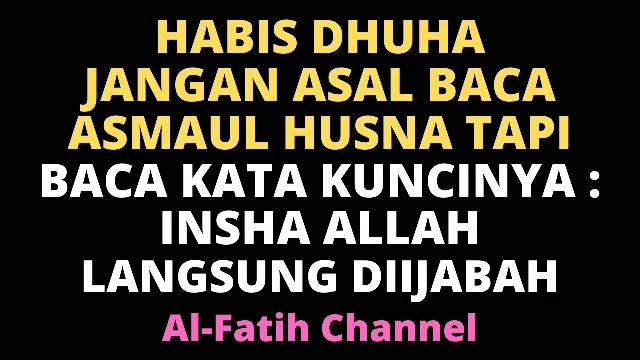 HABIS DHUHA
JANGAN ASAL BACA
ASMAUL HUSNA TAPI
BACA KATA KUNCINYA :
INSHA ALLAH
LANGSUNG DIIJABAH
Al-Fatih Channel